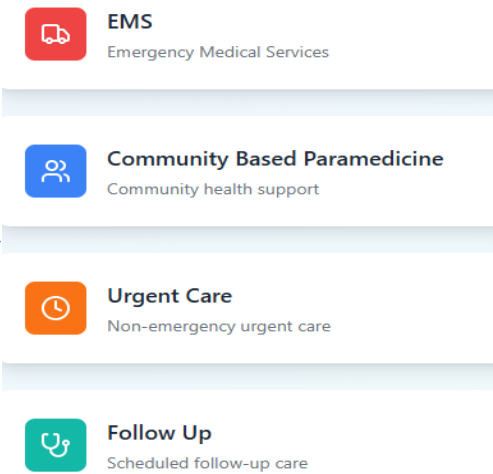 EMS
Emergency Medical Services
Community Based Paramedicine
Community health support
Urgent Care
Non-emergency urgent care
Follow Up
Scheduled follow-up care